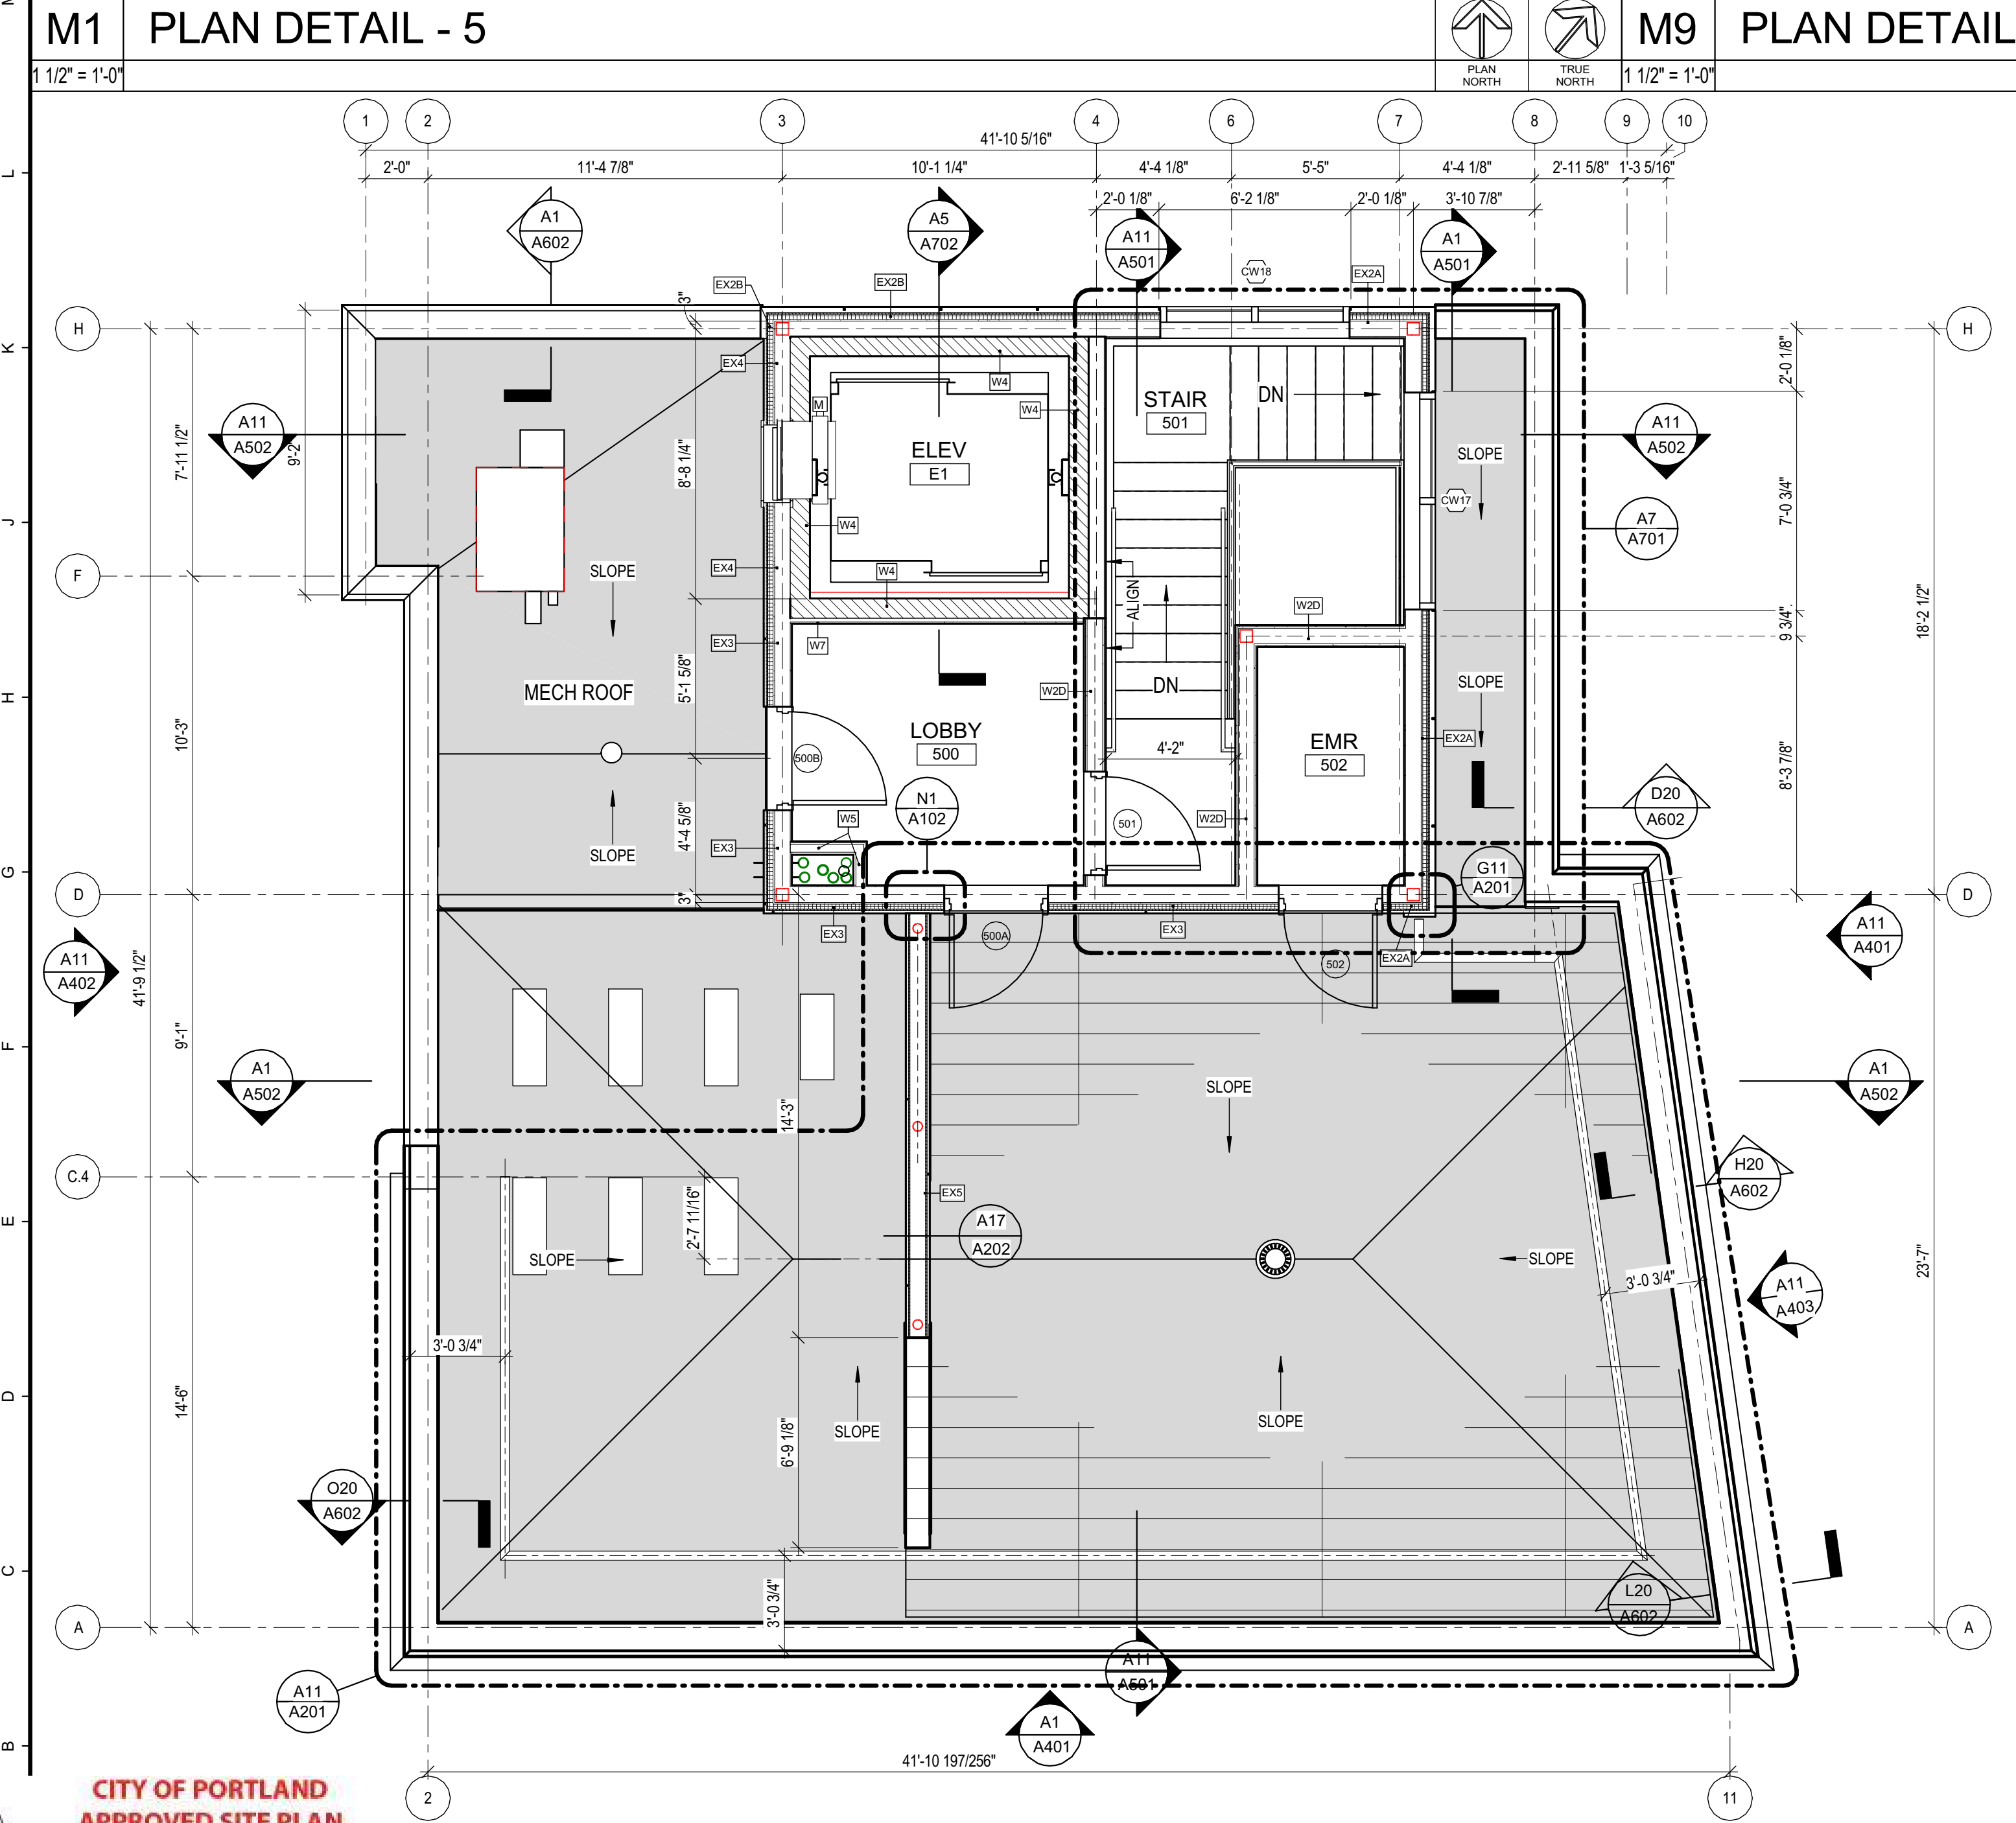 M1
PLAN DETAIL - 5
M9
PLAN DETAIL
1 1/2" = 1'-0"
PLAN
NORTH
TRUE
NORTH
1 1/2" = 1'-0"
1
2
3
4
6
7
8
9
10
41'-10 5/16"
2'-0"
11'-4 7/8"
10'-1 1/4"
4'-4 1/8"
5'-5"
4'-4 1/8"
2'-11 5/8"
1'-3 5/16"
2'-0 1/8"
6'-2 1/8"
2'-0 1/8"
3'-10 7/8"
L
A1
A602
A5
A702
A11
A501
A1
A501
CW18
EX2A
EX2B
EX2B
3"
H
H
K
2'-0 1/8"
EX4
W4
M
W4
STAIR
501
DN
A11
A502
9'-2"
7'-11 1/2"
8'-8 1/4"
ELEV
E1
SLOPE
A11
A502
CW17
7'-0 3/4"
J
W4
A7
A701
F
SLOPE
EX4
W4
ALIGN
W2D
9 3/4"
18'-2 1/2"
EX3
W7
5'-1 5/8"
MECH ROOF
W2D
DN
SLOPE
H
10'-3"
LOBBY
500
4'-2"
EMR
502
EX2A
500B
8'-3 7/8"
N1
A102
D20
A602
4'-4 5/8"
W5
501
W2D
SLOPE
EX3
G
G11
A201
D
D
3"
EX3
500A
EX3
502
EX2A
A11
A401
A11
A402
41'-9 1/2"
9'-1"
F
A1
A502
SLOPE
A1
A502
14'-3"
C.4
H20
A602
EX5
E
2'-7 11/16"
A17
A202
SLOPE
SLOPE
23'-7"
3'-0 3/4"
A11
A403
3'-0 3/4"
D
14'-6"
SLOPE
SLOPE
6'-9 1/8"
O20
A602
C
3'-0 3/4"
L20
A602
A
A
A11
A501
A11
A201
A1
A401
B
41'-10 197/256"
2
11
CITY OF PORTLAND
APPROVED SITE PLAN